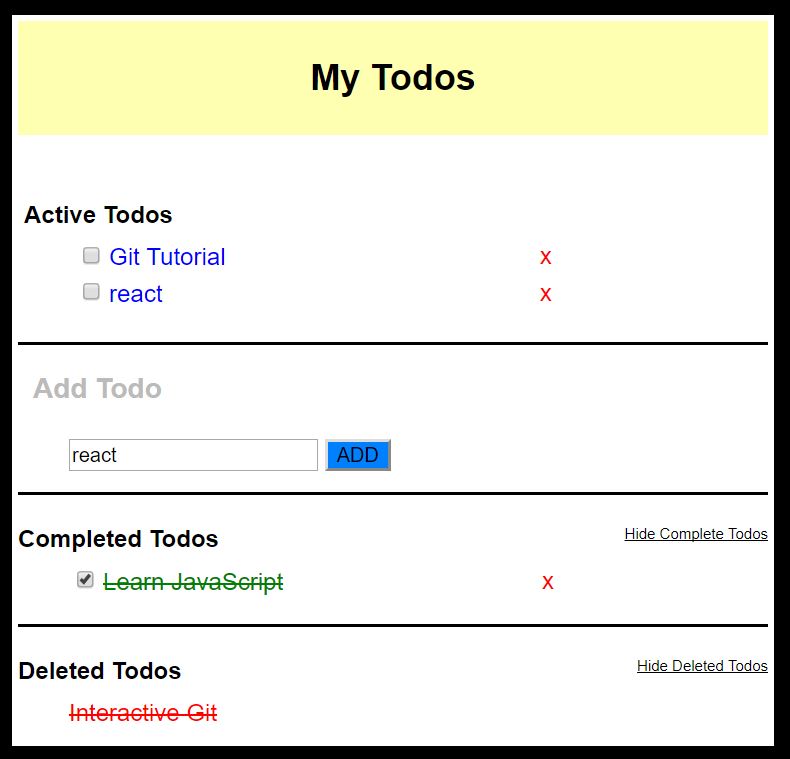 My Todos
Active Todos
Git Tutorial x
react x
Add Todo
react ADD
Completed Todos Hide Complete Todos
Learn JavaScript x
Deleted Todos Hide Deleted Todos
Interactive Git